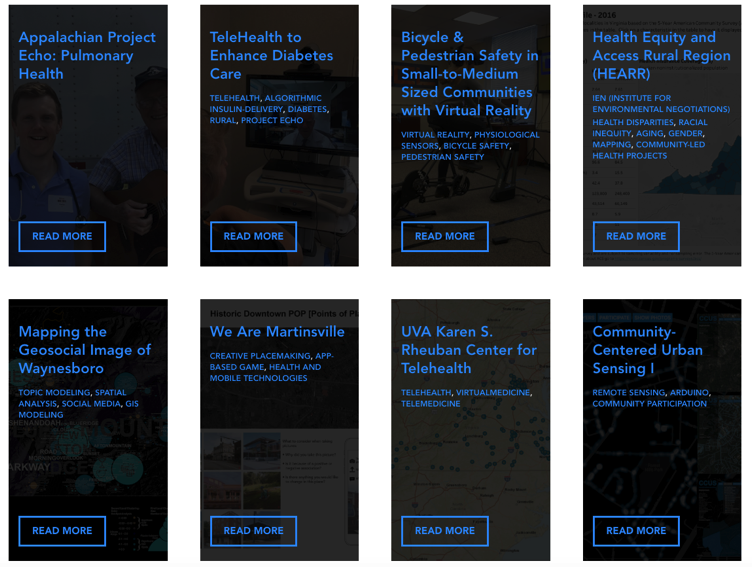 Appalachian Project
Echo: Pulmonary
Health
READ MORE
TeleHealth to
Enhance Diabetes
Care
TELEHEALTH, ALGORITHMIC
INSULIN-DELIVERY, DIABETES,
RURAL, PROJECT ECHO
READ MORE
Bicycle &
Pedestrian Safety in
Small-to-Medium
Sized Communities
with Virtual Reality
VIRTUAL REALITY, PHYSIOLOGICAL
SENSORS, BICYCLE SAFETY,
PEDESTRIAN SAFETY
READ MORE
ile - 2016
Health Equity and
Access Rural Region
(HEARR)
IEN (INSTITUTE FOR
ENVIRONMENTAL NEGOTIATIONS)
HEALTH DISPARITIES, RACIAL
INEQUITY, AGING, GENDER,
MAPPING, COMMUNITY-LED
HEALTH PROJECTS
READ MORE
Mapping the
Geosocial Image of
Waynesboro
TOPIC MODELING, SPATIAL
ANALYSIS, SOCIAL MEDIA, GIS
MODELING
READ MORE
Historic Downtown POP [Points of Pla
We Are Martinsville
CREATIVE PLACEMAKING, APP-
BASED GAME, HEALTH AND
MOBILE TECHNOLOGIES
READ MORE
UVA Karen S.
Rheuban Center for
Telehealth
TELEHEALTH, VIRTUALMEDICINE,
TELEMEDICINE
READ MORE
Community-
Centered Urban
Sensing I
REMOTE SENSING, ARDUINO,
COMMUNITY PARTICIPATION
READ MORE